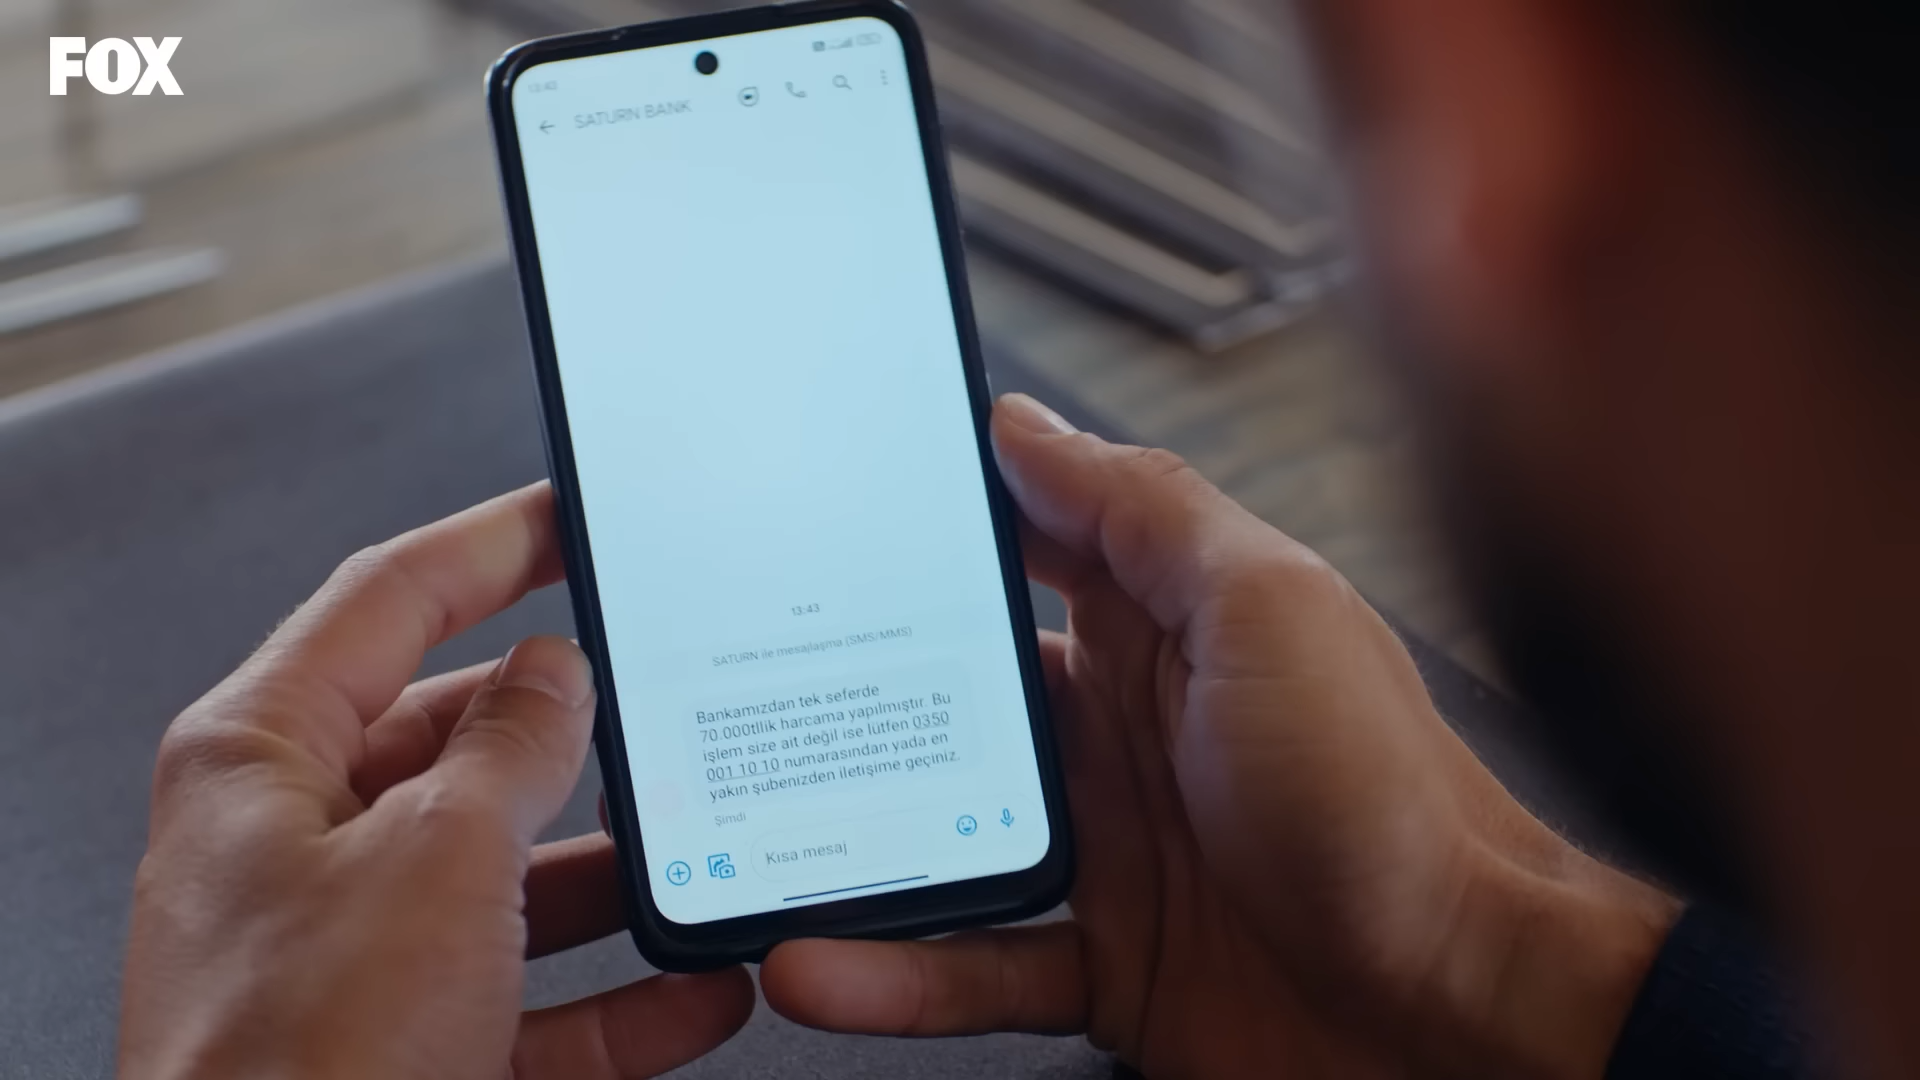 FOX
13:43
SATURN BANK
13:43
SATURN ile mesajlaşma (SMS/MMS)
Bankamızdan tek seferde
70.000tllik harcama yapılmıştır. Bu
işlem size ait değil ise lütfen 0350
001 10 10 numarasından yada en
yakın şubenizden iletişime geçiniz.
Şimdi
Kısa mesaj